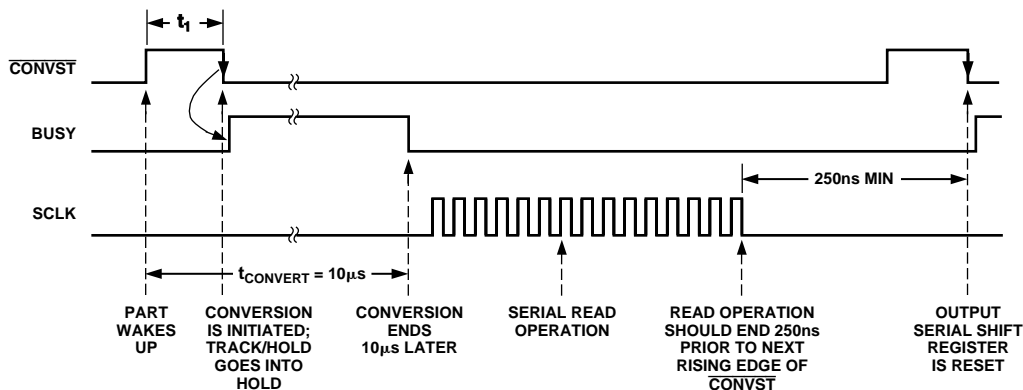 t₁
CONVST
BUSY
250ns MIN
SCLK
tCONVERT = 10µs
PART
WAKES
UP
CONVERSION
IS INITIATED;
TRACK/HOLD
GOES INTO
HOLD
CONVERSION
ENDS
10µs LATER
SERIAL READ
OPERATION
READ OPERATION
SHOULD END 250ns
PRIOR TO NEXT
RISING EDGE OF
CONVST
OUTPUT
SERIAL SHIFT
REGISTER
IS RESET